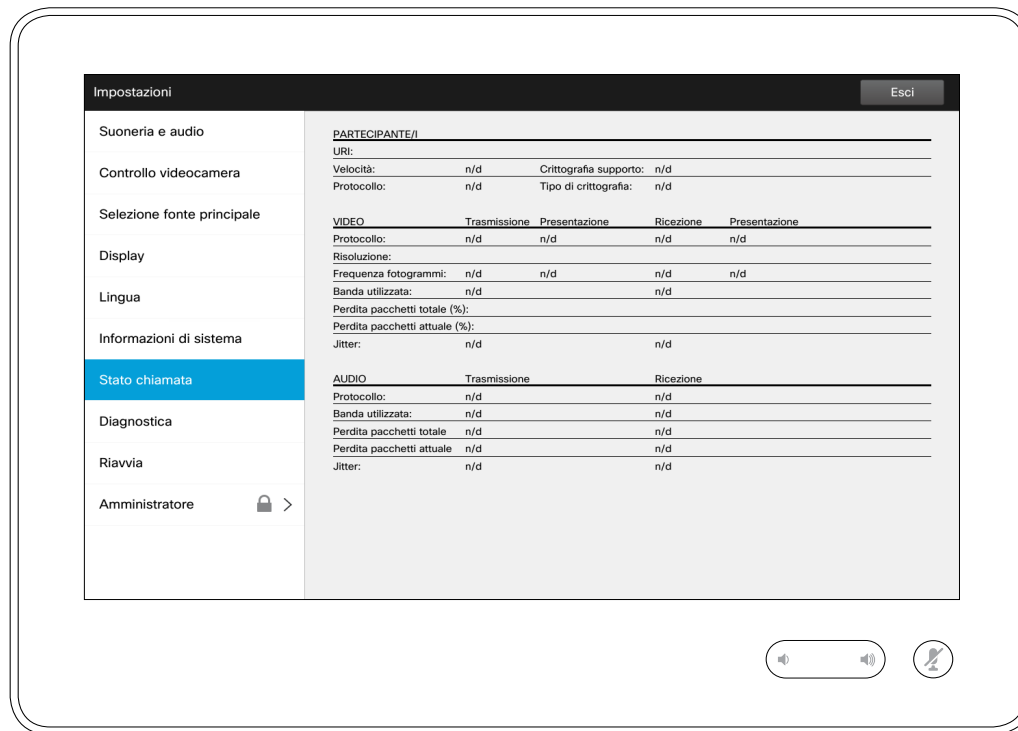 Impostazioni
Esci
Suoneria e audio
Controllo videocamera
Selezione fonte principale
Display
Lingua
Informazioni di sistema
Stato chiamata
Diagnostica
Riavvia
Amministratore
PARTECIPANTE/I
URI:
Velocità: n/d Crittografia supporto: n/d
Protocollo: n/d Tipo di crittografia: n/d
VIDEO Trasmissione Presentazione Ricezione Presentazione
Protocollo: n/d n/d n/d n/d
Risoluzione:
Frequenza fotogrammi: n/d n/d n/d n/d
Banda utilizzata: n/d n/d
Perdita pacchetti totale (%):
Perdita pacchetti attuale (%):
Jitter: n/d n/d
AUDIO Trasmissione Ricezione
Protocollo: n/d n/d
Banda utilizzata: n/d n/d
Perdita pacchetti totale n/d n/d
Perdita pacchetti attuale n/d n/d
Jitter: n/d n/d